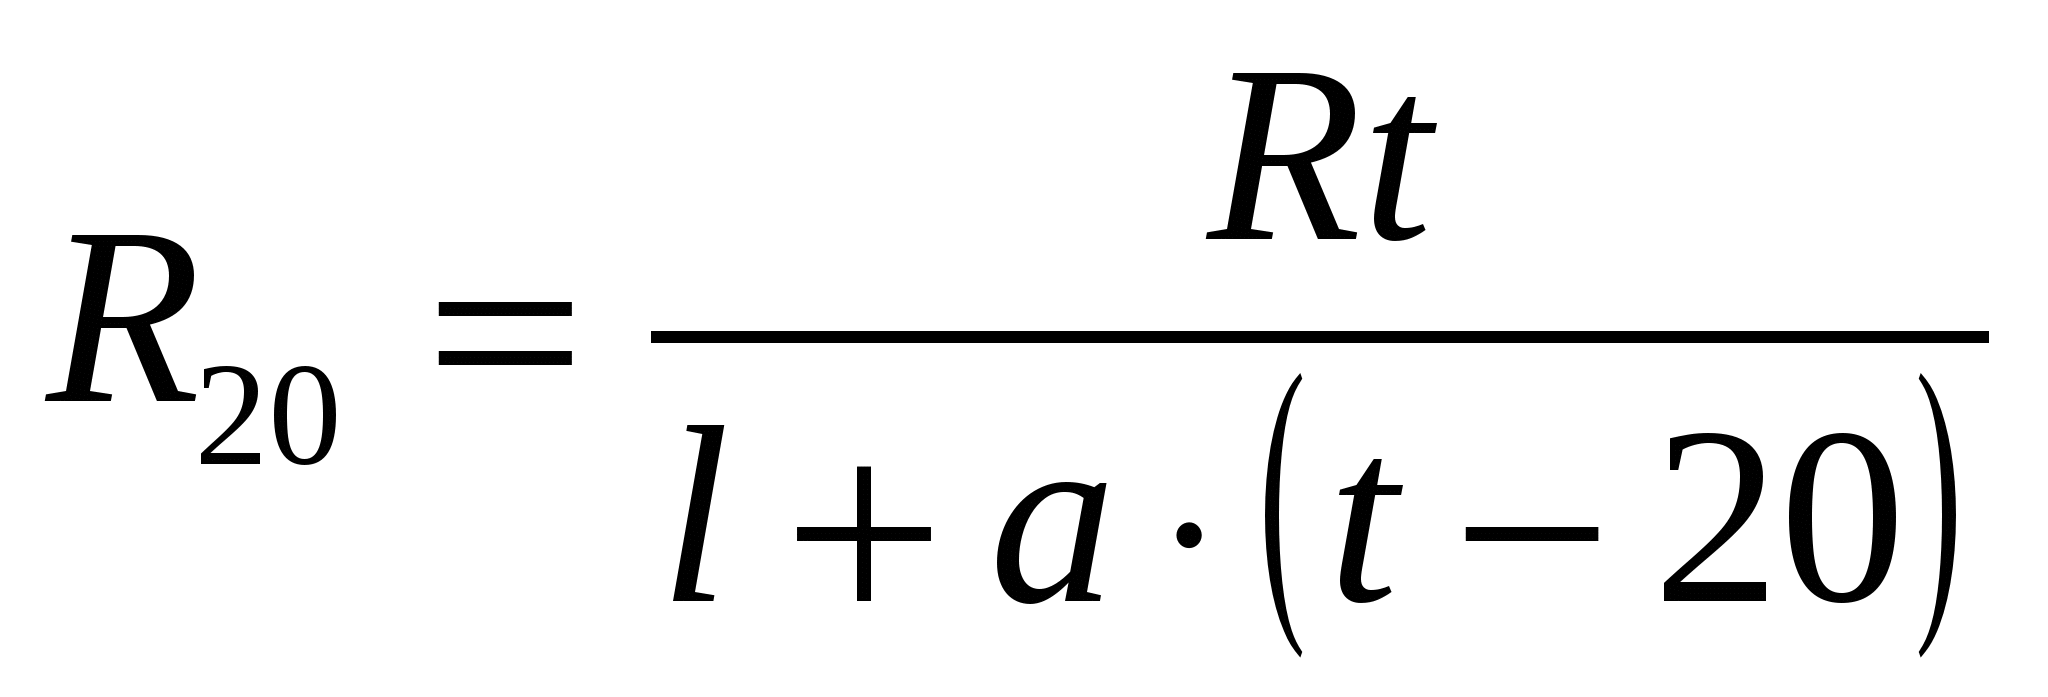 R₂₀ = Rt / l + a · (t − 20)